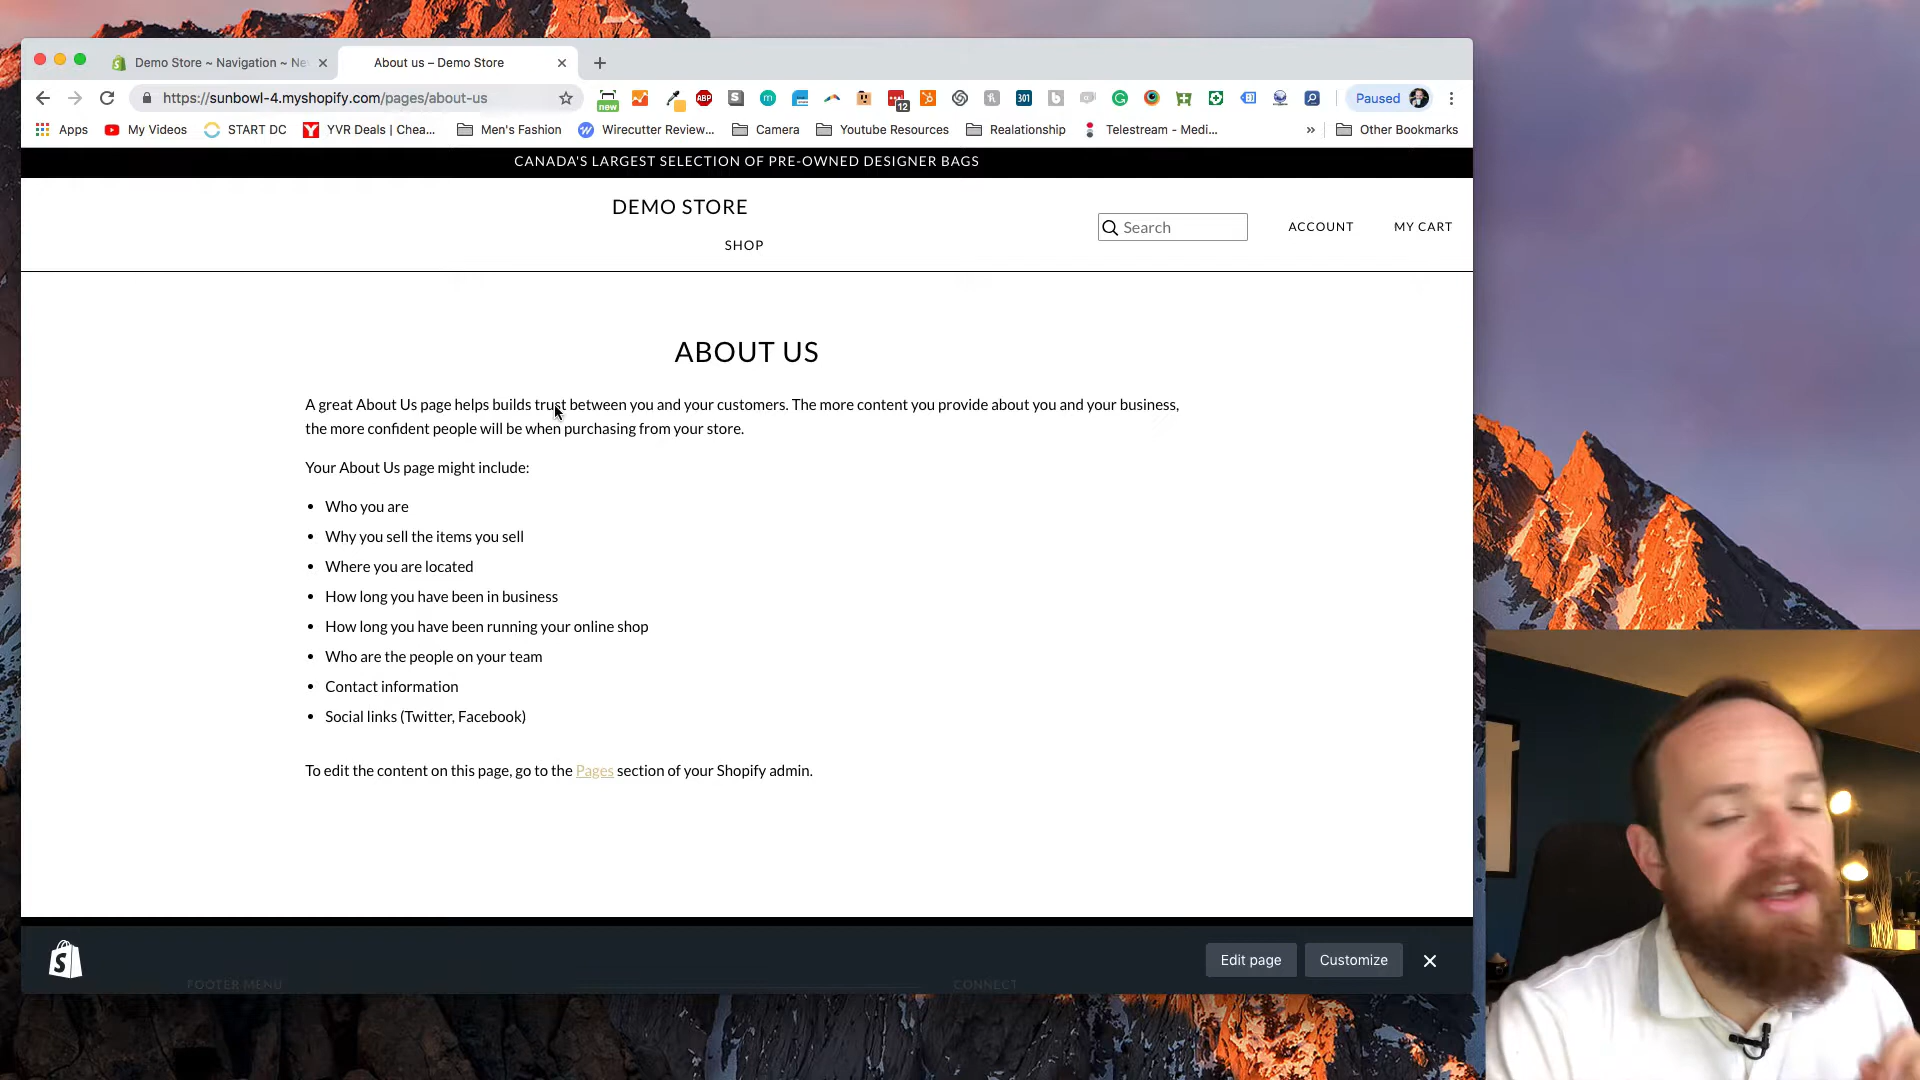 Demo Store ~ Navigation ~ Ne
About us – Demo Store
https://sunbowl-4.myshopify.com/pages/about-us
new
ABP
12
301
Paused
Apps
My Videos
START DC
YVR Deals | Chea...
Men's Fashion
Wirecutter Review...
Camera
Youtube Resources
Realationship
Telestream - Medi...
»
Other Bookmarks
CANADA'S LARGEST SELECTION OF PRE-OWNED DESIGNER BAGS
DEMO STORE
SHOP
Search
ACCOUNT
MY CART
ABOUT US
A great About Us page helps builds trust between you and your customers. The more content you provide about you and your business,
the more confident people will be when purchasing from your store.
Your About Us page might include:
• Who you are
• Why you sell the items you sell
• Where you are located
• How long you have been in business
• How long you have been running your online shop
• Who are the people on your team
• Contact information
• Social links (Twitter, Facebook)
To edit the content on this page, go to the Pages section of your Shopify admin.
Edit page
Customize
FOOTER MENU
CONNECT